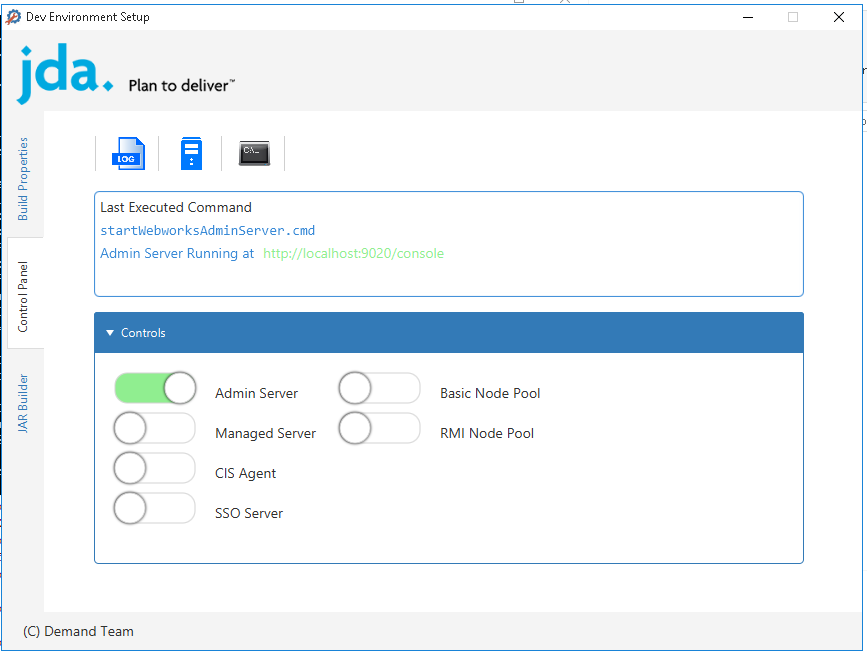 Dev Environment Setup
jda.
Plan to deliver™
Build Properties
Control Panel
JAR Builder
LOG
C:\_
Last Executed Command
startWebworksAdminServer.cmd
Admin Server Running at http://localhost:9020/console
Controls
Admin Server
Basic Node Pool
Managed Server
RMI Node Pool
CIS Agent
SSO Server
(C) Demand Team